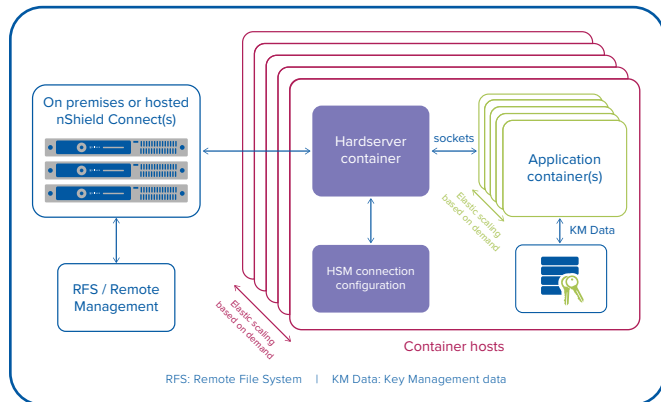 On premises or hosted
nShield Connect(s)
RFS / Remote
Management
Hardserver
container
sockets
Application
container(s)
Elastic scaling
based on demand
KM Data
HSM connection
configuration
Elastic scaling
based on demand
Container hosts
RFS: Remote File System | KM Data: Key Management data